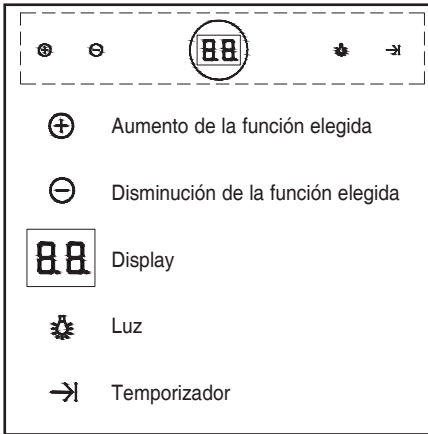 88
Aumento de la función elegida
Disminución de la función elegida
88 Display
Luz
Temporizador